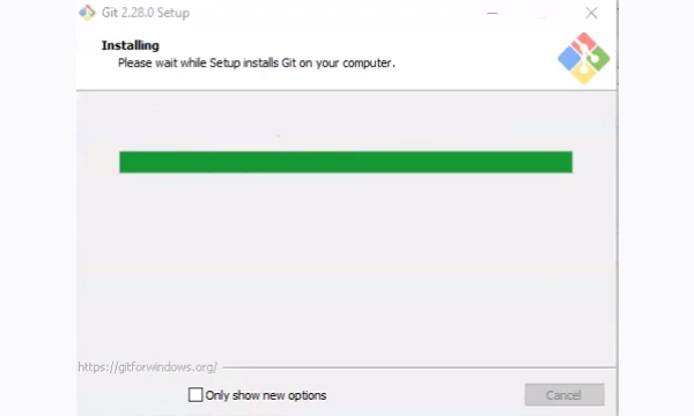 Git 2.28.0 Setup
Installing
Please wait while Setup installs Git on your computer.
https://gitforwindows.org/
Only show new options
Cancel